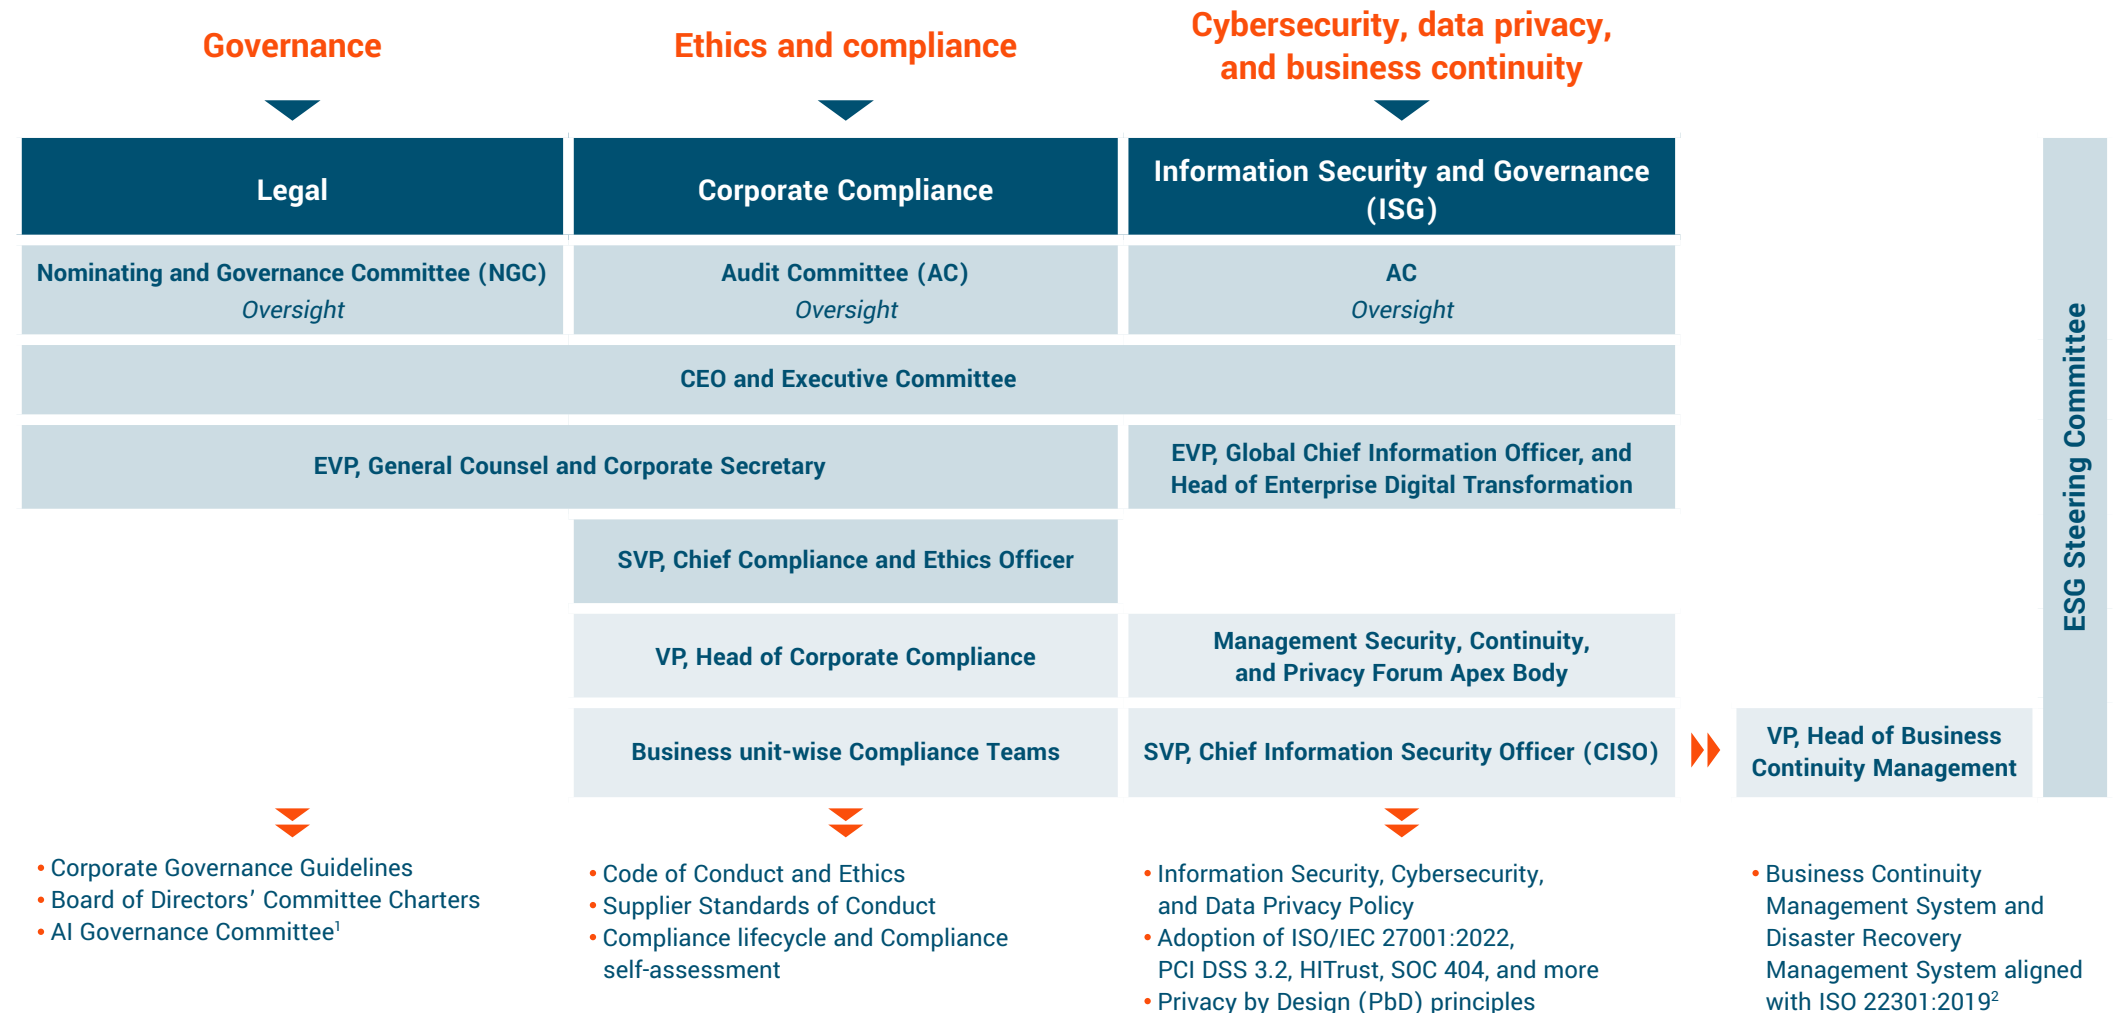 Governance
Ethics and compliance
Cybersecurity, data privacy,
and business continuity
Legal
Corporate Compliance
Information Security and Governance
(ISG)
Nominating and Governance Committee (NGC)
Oversight
Audit Committee (AC)
Oversight
AC
Oversight
CEO and Executive Committee
EVP, General Counsel and Corporate Secretary
EVP, Global Chief Information Officer, and
Head of Enterprise Digital Transformation
SVP, Chief Compliance and Ethics Officer
VP, Head of Corporate Compliance
Management Security, Continuity,
and Privacy Forum Apex Body
Business unit-wise Compliance Teams
SVP, Chief Information Security Officer (CISO)
VP, Head of Business
Continuity Management
ESG Steering Committee
• Corporate Governance Guidelines
• Board of Directors’ Committee Charters
• AI Governance Committee¹
• Code of Conduct and Ethics
• Supplier Standards of Conduct
• Compliance lifecycle and Compliance
self-assessment
• Information Security, Cybersecurity,
and Data Privacy Policy
• Adoption of ISO/IEC 27001:2022,
PCI DSS 3.2, HITrust, SOC 404, and more
• Privacy by Design (PbD) principles
• Business Continuity
Management System and
Disaster Recovery
Management System aligned
with ISO 22301:2019²